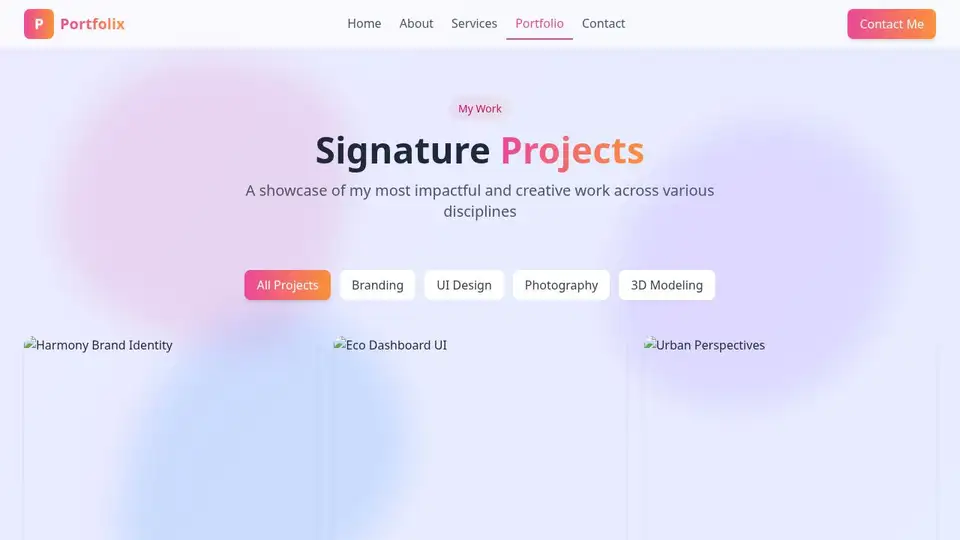 P Portfolix
Home About Services Portfolio Contact
Contact Me
My Work
Signature Projects
A showcase of my most impactful and creative work across various
disciplines
All Projects Branding UI Design Photography 3D Modeling
Harmony Brand Identity
Eco Dashboard UI
Urban Perspectives